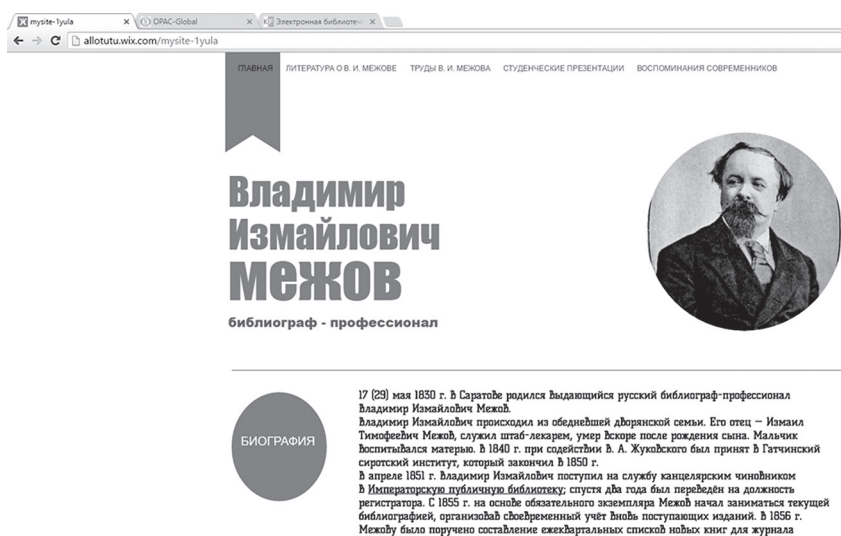 mysite-1yula
OPAC-Global
Электронная библиоте
allotutu.wix.com/mysite-1yula
ГЛАВНАЯ ЛИТЕРАТУРА О В. И. МЕЖОВЕ ТРУДЫ В. И. МЕЖОВА СТУДЕНЧЕСКИЕ ПРЕЗЕНТАЦИИ ВОСПОМИНАНИЯ СОВРЕМЕННИКОВ
Владимир
Измайлович
межов
библиограф - профессионал
БИОГРАФИЯ
17 (29) мая 1830 г. в Саратове родился выдающийся русский библиограф-профессионал
Владимир Измайлович Межов.
Владимир Измайлович происходил из обедневшей дворянской семьи. Его отец — Измаил
Тимофеевич Межов, служил штаб-лекарем, умер вскоре после рождения сына. Мальчик
воспитывался матерью. В 1840 г. при содействии В. А. Жуковского был принят в Гатчинский
сиротский институт, который закончил в 1850 г.
В апреле 1851 г. Владимир Измайлович поступил на службу канцелярским чиновником
в Императорскую публичную библиотеку; спустя два года был переведён на должность
регистратора. С 1855 г. на основе обязательного экземпляра Межов начал заниматься текущей
библиографией, организовав своевременный учёт вновь поступающих изданий. В 1856 г.
Межову было поручено составление ежеквартальных списков новых книг для журнала